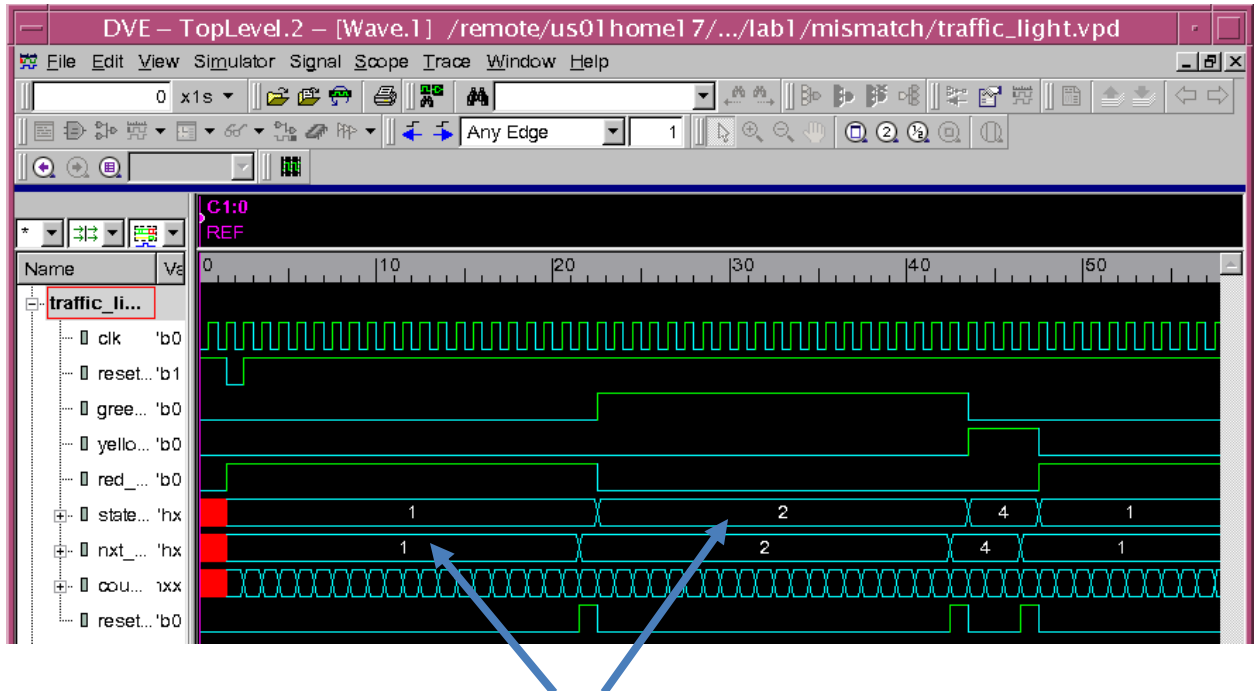 DVE – TopLevel.2 – [Wave.1] /remote/us01home17/.../lab1/mismatch/traffic_light.vpd
File Edit View Simulator Signal Scope Trace Window Help
0 x1s
Any Edge 1
C1:0
REF
*
Name Va 0 10 20 30 40 50
traffic_li...
clk 'b0
reset... 'b1
gree... 'b0
yello... 'b0
red_... 'b0
state... 'hx 1 2 4 1
nxt_... 'hx 1 2 4 1
cou... 1xx
reset... 'b0